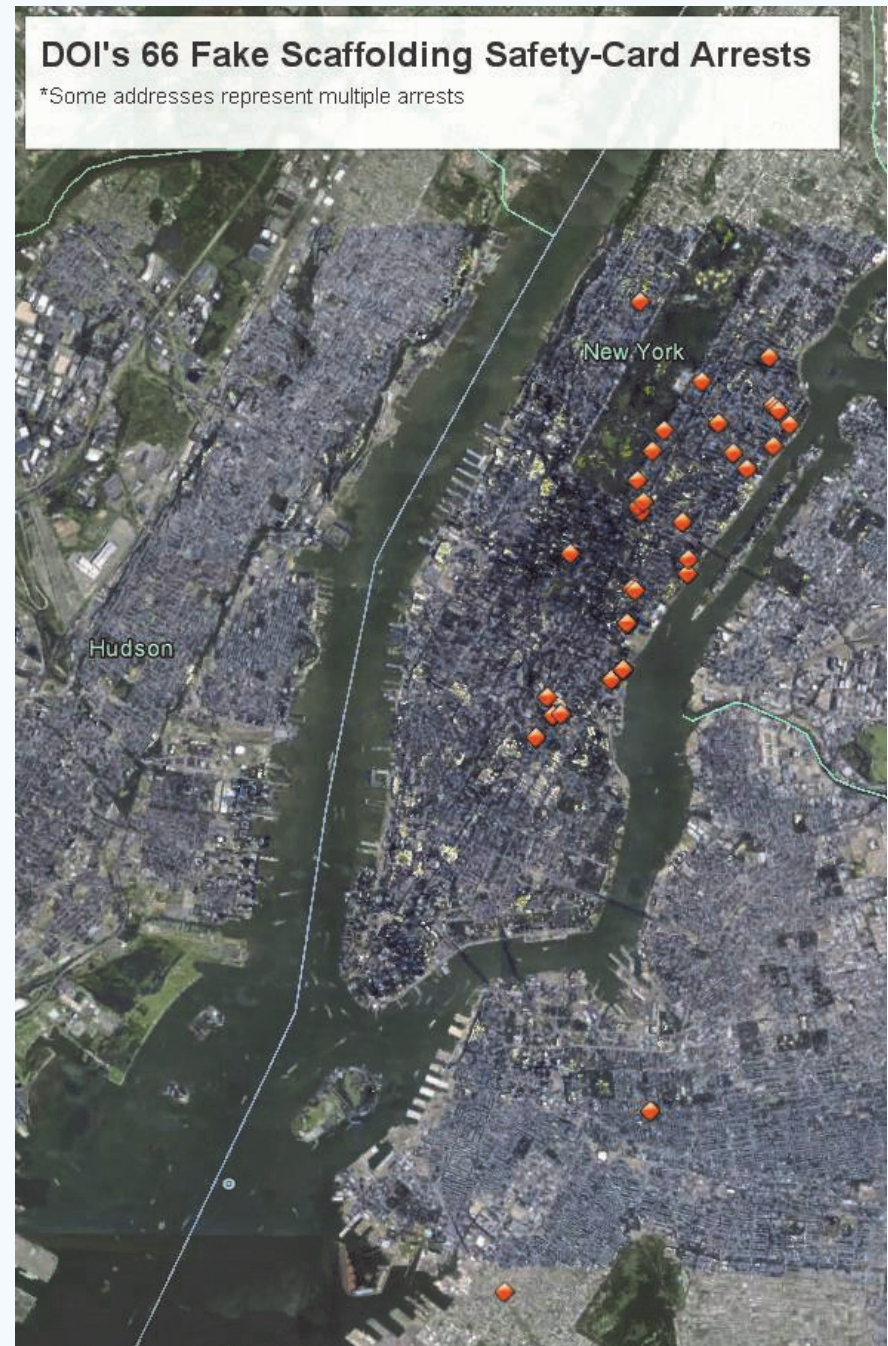 DOI's 66 Fake Scaffolding Safety-Card Arrests
*Some addresses represent multiple arrests
New York
Hudson